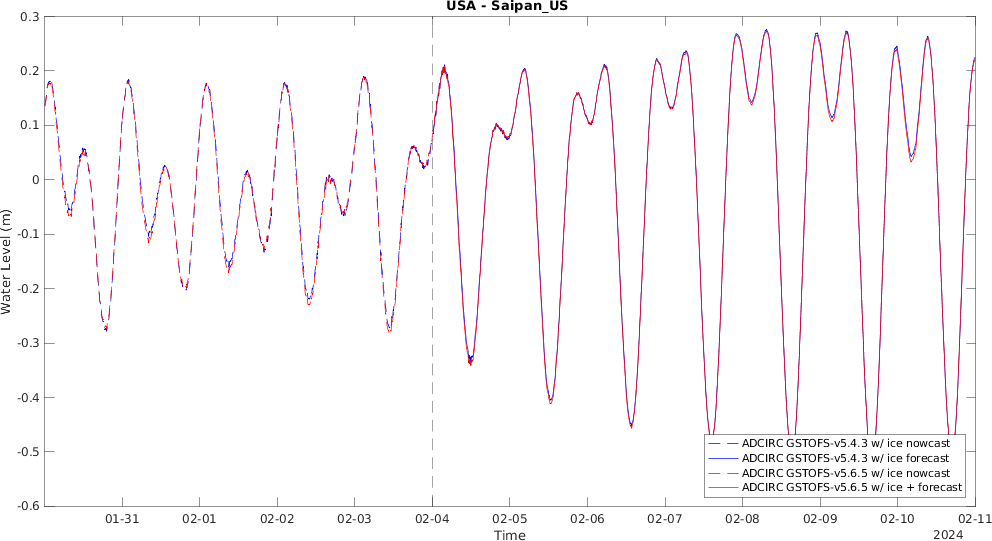 USA - Saipan_US
Water Level (m)
0.3
0.2
0.1
0
-0.1
-0.2
-0.3
-0.4
-0.5
-0.6
ADCIRC GSTOFS-v5.4.3 w/ ice nowcast
ADCIRC GSTOFS-v5.4.3 w/ ice forecast
ADCIRC GSTOFS-v5.6.5 w/ ice nowcast
ADCIRC GSTOFS-v5.6.5 w/ ice + forecast
01-31 02-01 02-02 02-03 02-04 02-05 02-06 02-07 02-08 02-09 02-10 02-11
Time
2024